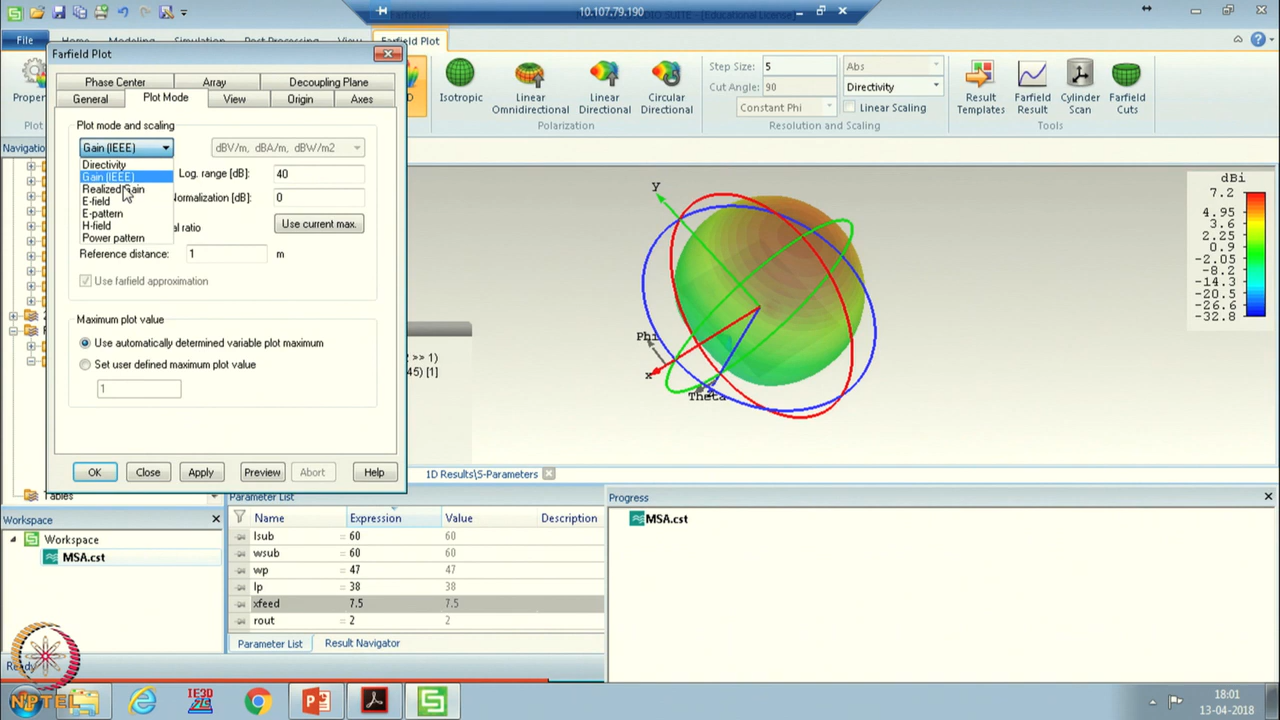 10.107.79.190
File
Farfield Plot
Farfield Plot
Phase Center
Array
Decoupling Plane
General
Plot Mode
View
Origin
Axes
Plot mode and scaling
Gain (IEEE)
dBV/m, dBA/m, dBW/m2
Directivity
Gain (IEEE)
Realized Gain
E-field
E-pattern
H-field
Power pattern
Log. range [dB]:
40
Normalization [dB]:
0
Use current max.
Reference distance:
1
m
Use farfield approximation
Maximum plot value
Use automatically determined variable plot maximum
Set user defined maximum plot value
1
OK
Close
Apply
Preview
Abort
Help
Isotropic
Linear Omnidirectional
Linear Directional
Circular Directional
Polarization
Step Size:
5
Abs
Cut Angle:
90
Directivity
Constant Phi
Linear Scaling
Resolution and Scaling
Result Templates
Farfield Result
Cylinder Scan
Farfield Cuts
Tools
Plot
y
Phi
x
Theta
dBi
7.2
4.95
3.6
2.25
0.9
-2.05
-8.2
-14.3
-20.5
-26.6
-32.8
>> 1)
45) [1]
1D Results\S-Parameters
Tables
Parameter List
Progress
MSA.cst
Workspace
Workspace
MSA.cst
Name
Expression
Value
Description
lsub
= 60
60
wsub
= 60
60
wp
= 47
47
lp
= 38
38
xfeed
= 7.5
7.5
rout
= 2
2
Parameter List
Result Navigator
NPTEL
IE3D
18:01
13-04-2018